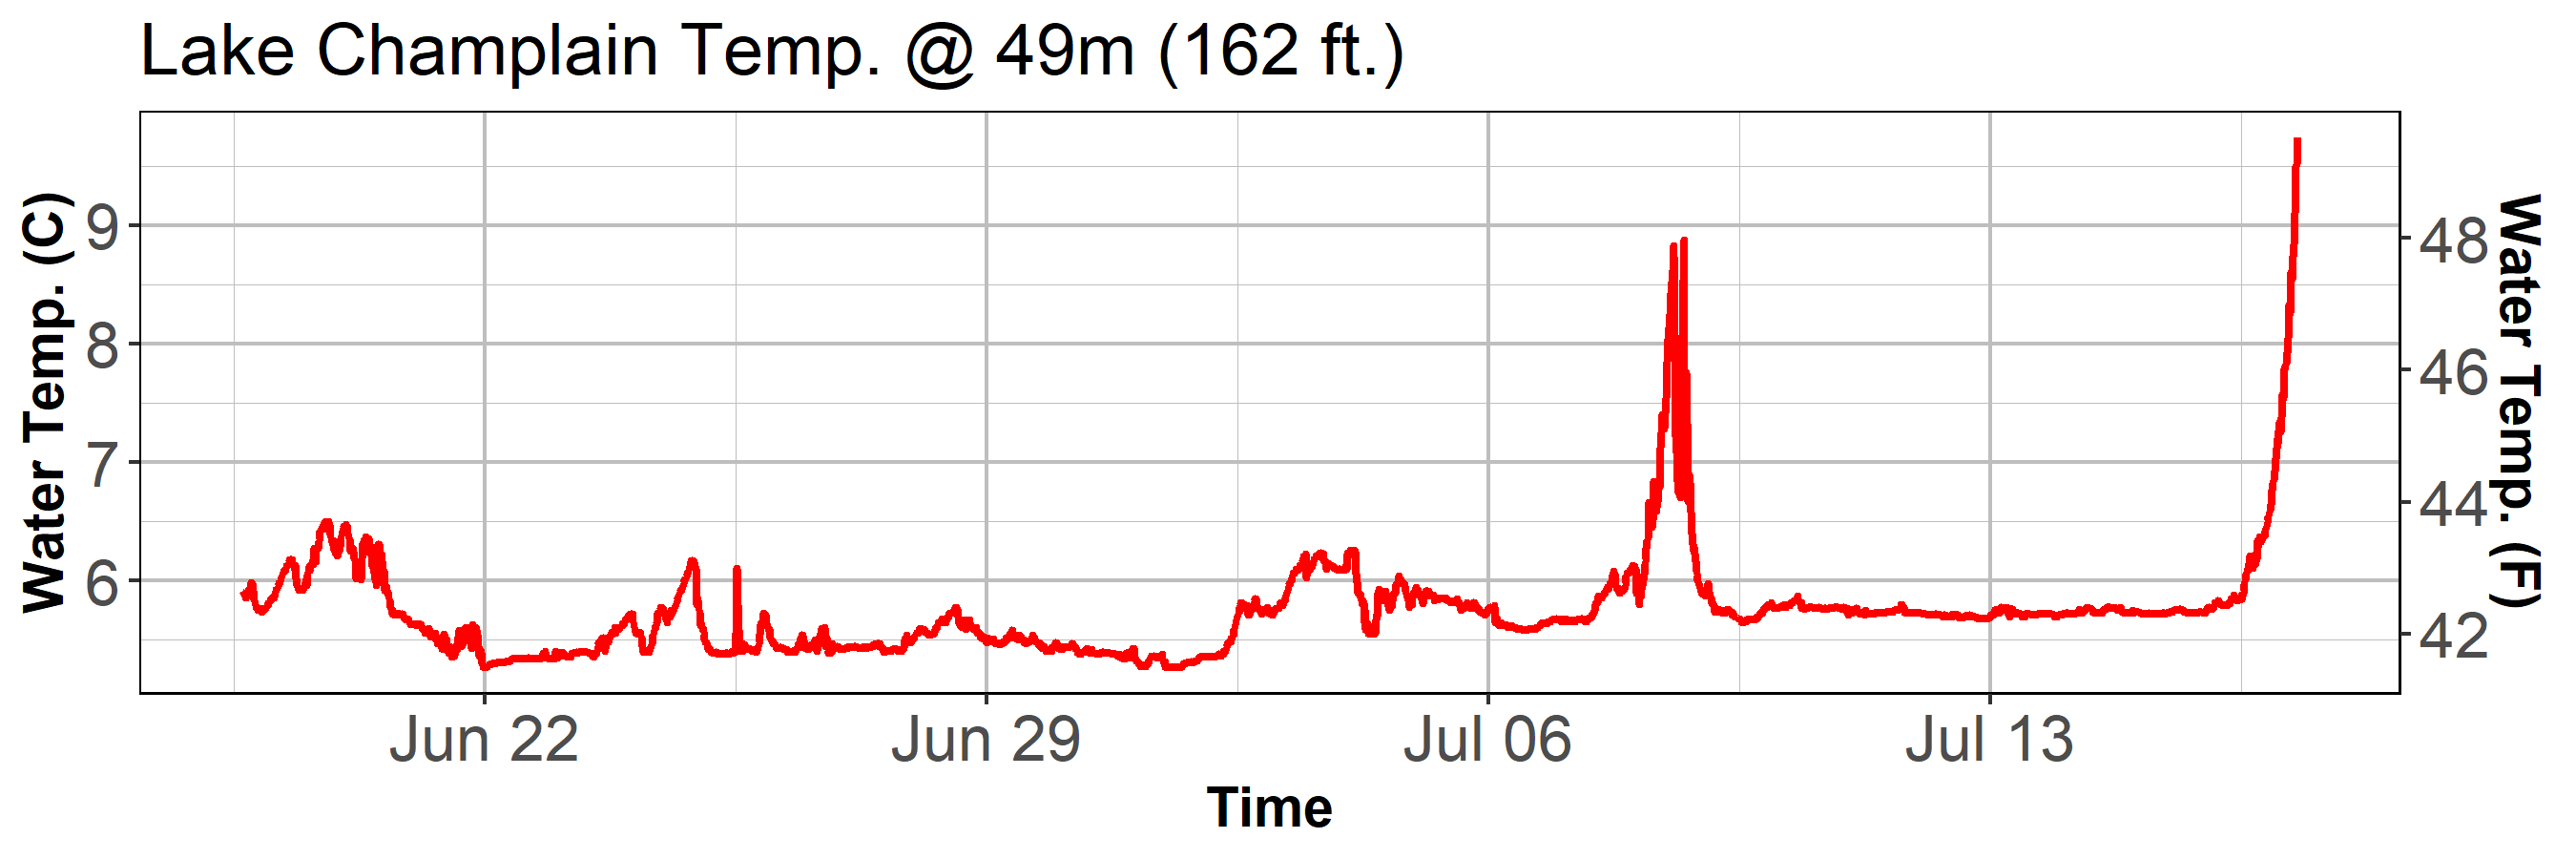 Lake Champlain Temp. @ 49m (162 ft.)
Water Temp. (C)
9
8
7
6
48
46
44
42
Water Temp. (F)
Jun 22
Jun 29
Jul 06
Jul 13
Time